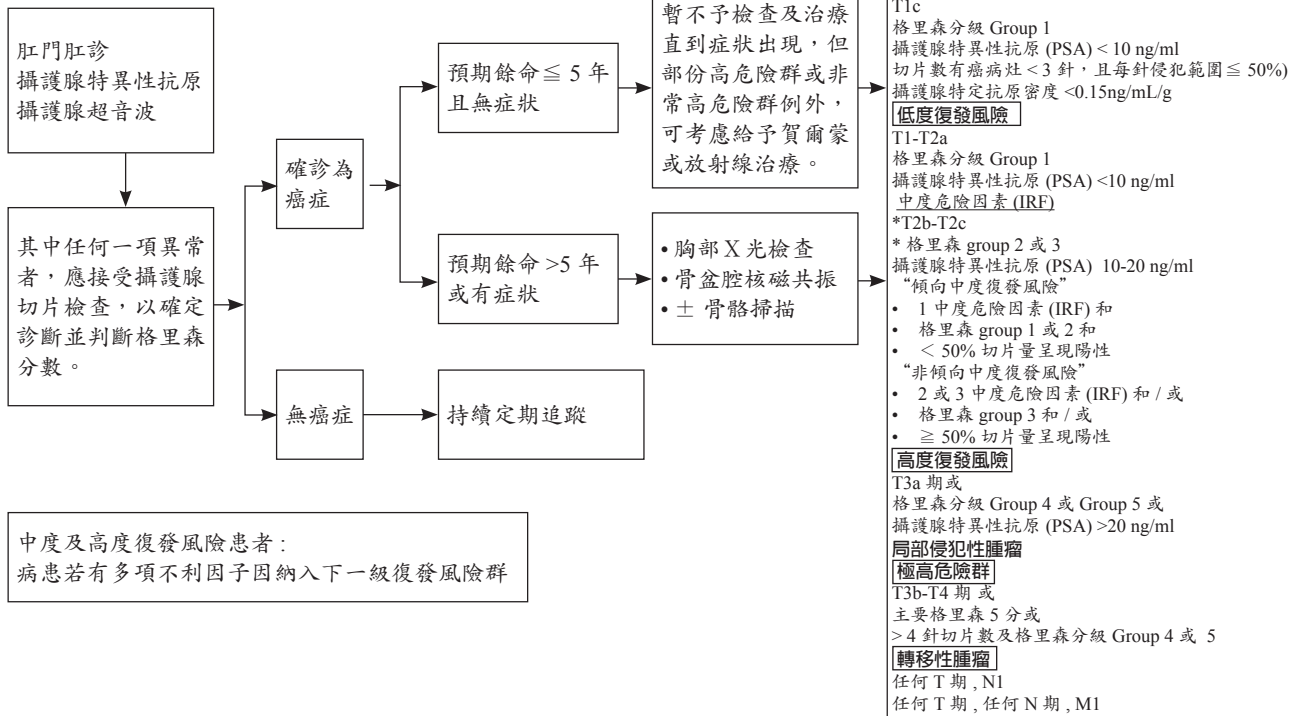 肛門肛診
攝護腺特異性抗原
攝護腺超音波
其中任何一項異常
者，應接受攝護腺
切片檢查，以確定
診斷並判斷格里森
分數。
確診為
癌症
無癌症
預期餘命≦ 5 年
且無症狀
預期餘命 >5 年
或有症狀
持續定期追蹤
暫不予檢查及治療
直到症狀出現，但
部份高危險群或非
常高危險群例外，
可考慮給予賀爾蒙
或放射線治療。
• 胸部 X 光檢查
• 骨盆腔核磁共振
• ± 骨骼掃描
中度及高度復發風險患者 :
病患若有多項不利因子因納入下一級復發風險群
T1c
格里森分級 Group 1
攝護腺特異性抗原 (PSA) < 10 ng/ml
切片數有癌病灶 < 3 針，且每針侵犯範圍≦ 50%)
攝護腺特定抗原密度 <0.15ng/mL/g
低度復發風險
T1-T2a
格里森分級 Group 1
攝護腺特異性抗原 (PSA) <10 ng/ml
中度危險因素 (IRF)
*T2b-T2c
* 格里森 group 2 或 3
攝護腺特異性抗原 (PSA) 10-20 ng/ml
“傾向中度復發風險”
• 1 中度危險因素 (IRF) 和
• 格里森 group 1 或 2 和
• ＜ 50% 切片量呈現陽性
“非傾向中度復發風險”
• 2 或 3 中度危險因素 (IRF) 和 / 或
• 格里森 group 3 和 / 或
• ≧ 50% 切片量呈現陽性
高度復發風險
T3a 期或
格里森分級 Group 4 或 Group 5 或
攝護腺特異性抗原 (PSA) >20 ng/ml
局部侵犯性腫瘤
極高危險群
T3b-T4 期 或
主要格里森 5 分或
> 4 針切片數及格里森分級 Group 4 或 5
轉移性腫瘤
任何 T 期 , N1
任何 T 期 , 任何 N 期 , M1